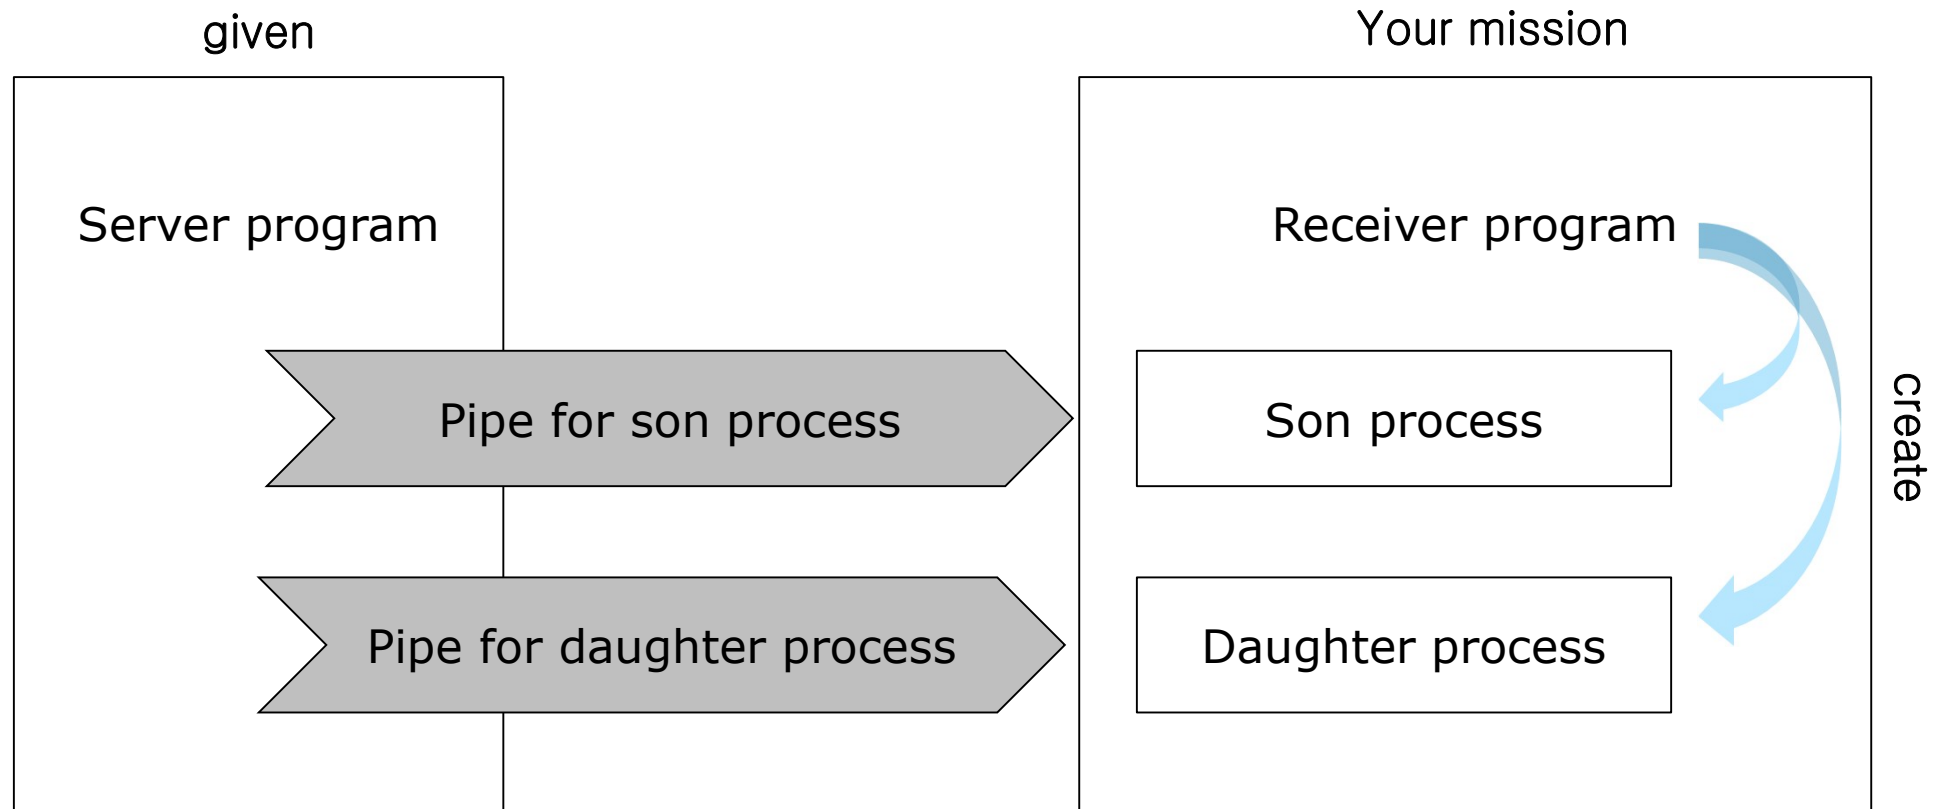 given
Your mission
Server program
Receiver program
Pipe for son process
Son process
create
Pipe for daughter process
Daughter process